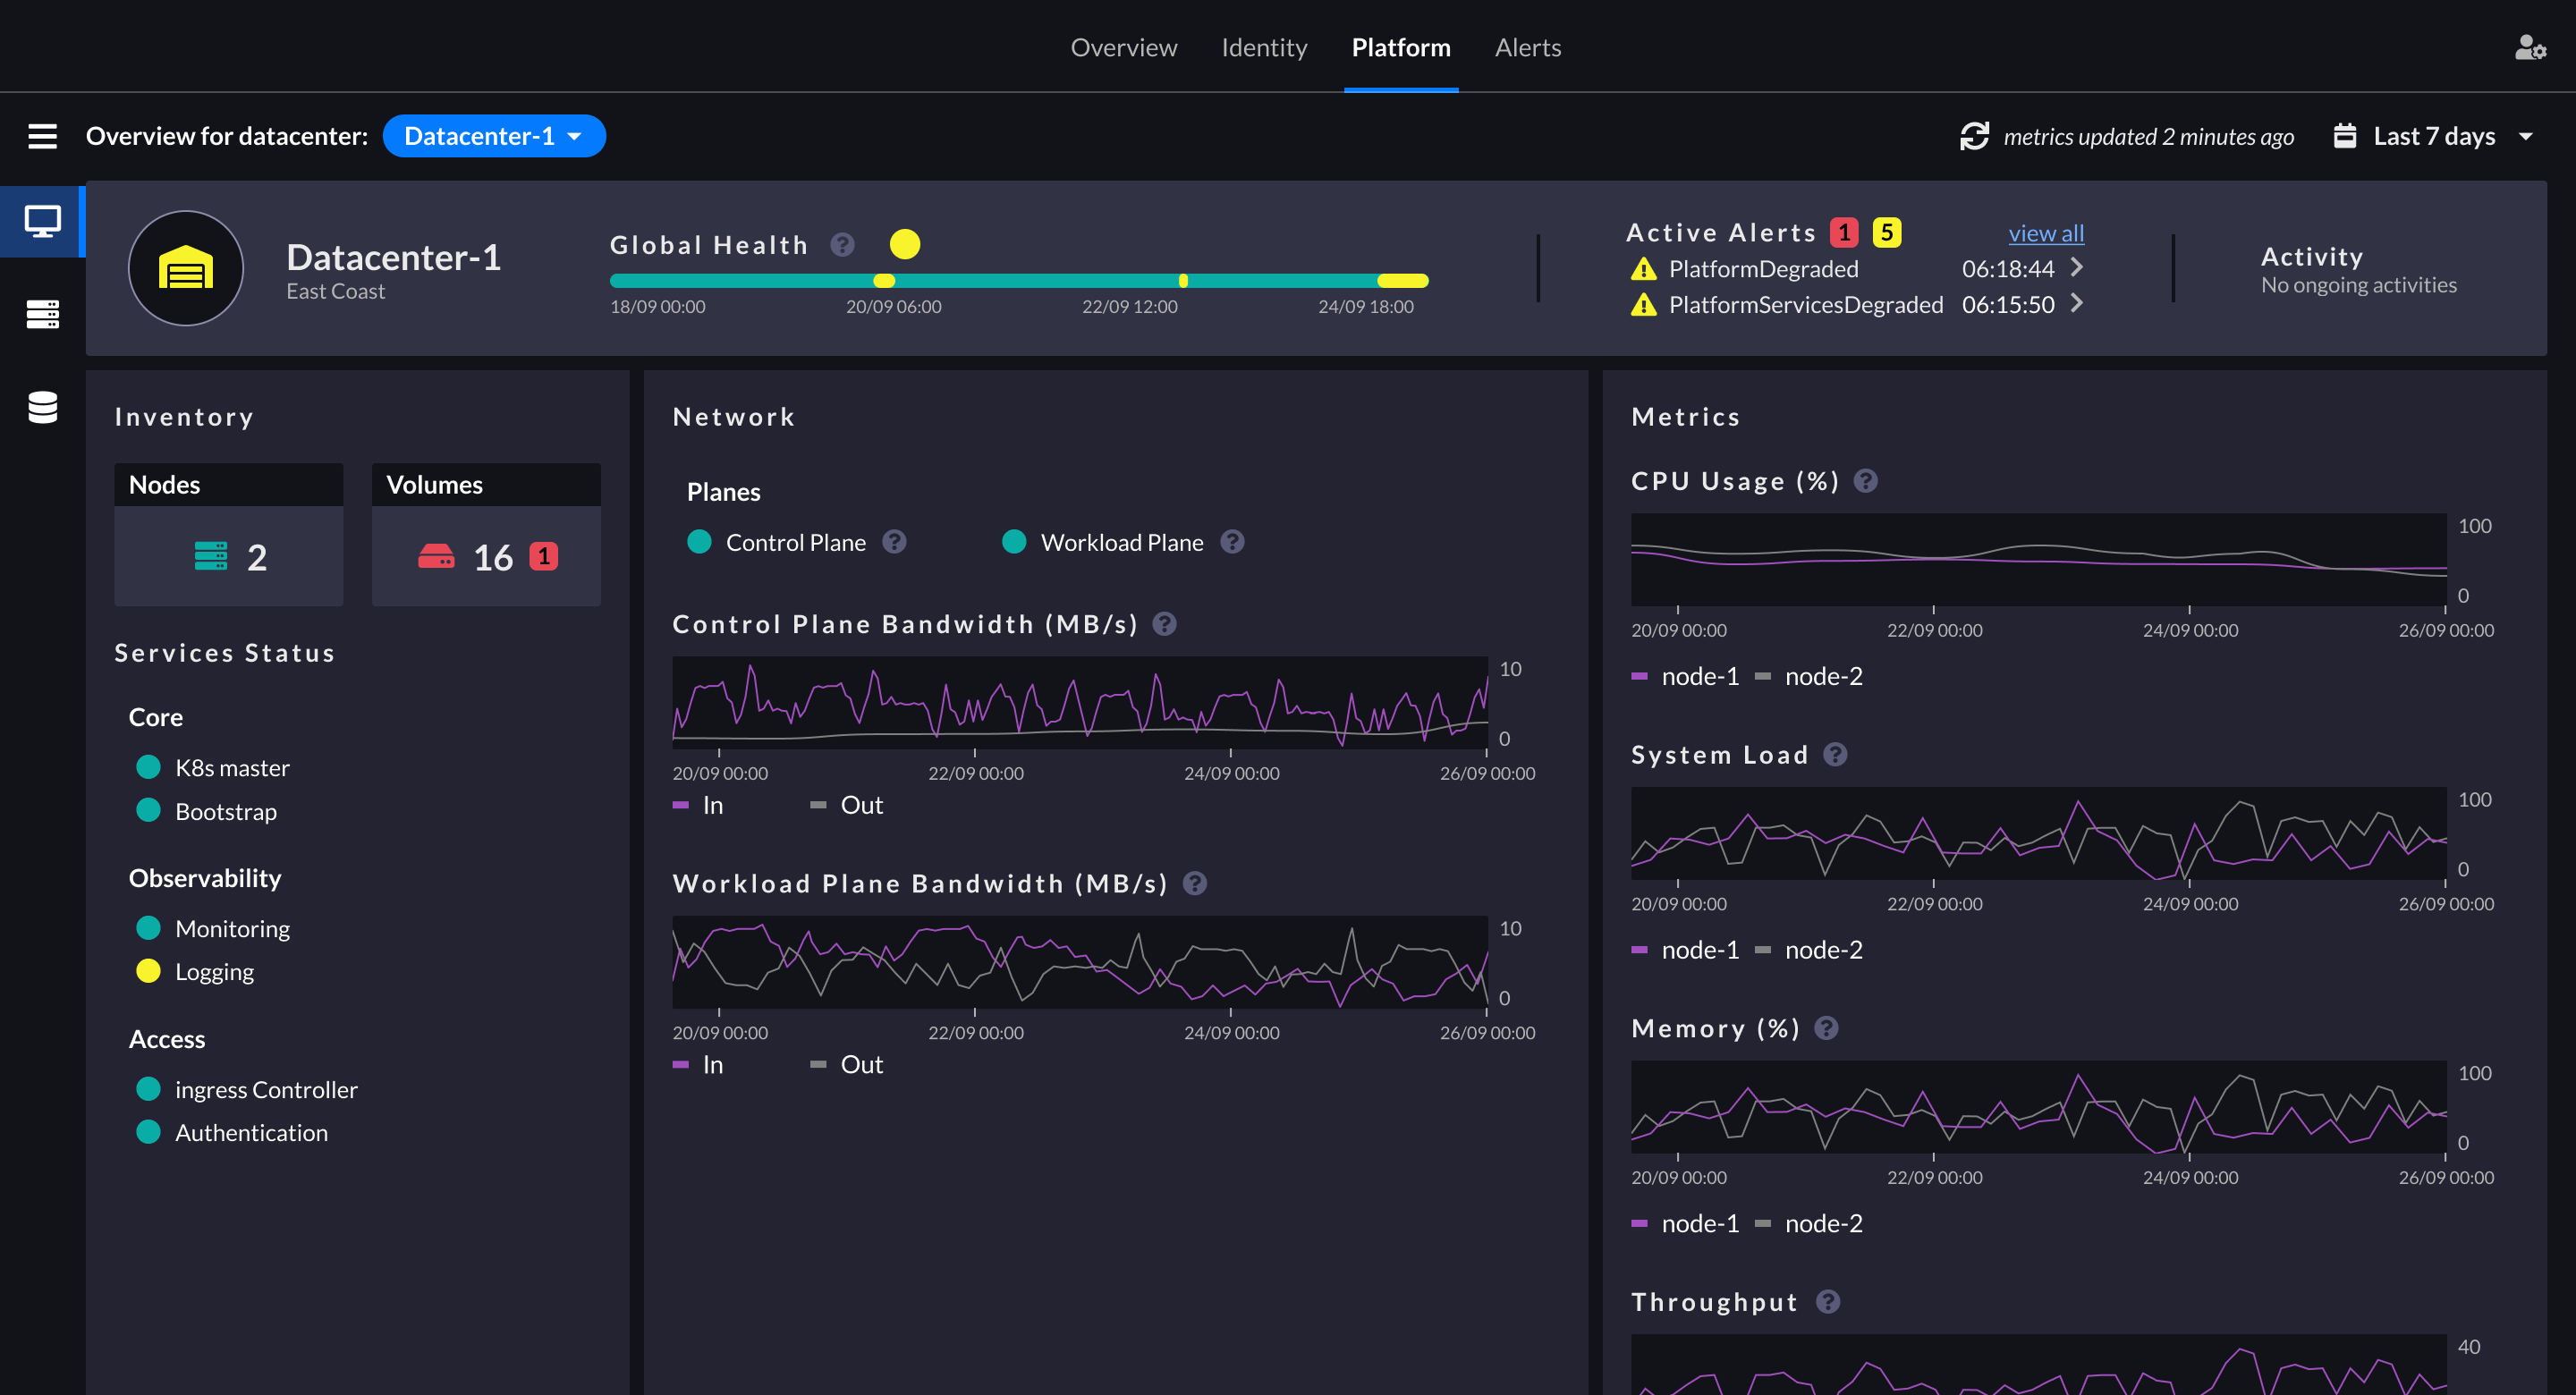 Overview Identity Platform Alerts
Overview for datacenter: Datacenter-1 metrics updated 2 minutes ago Last 7 days
Datacenter-1
East Coast
Global Health ?
18/09 00:00 20/09 06:00 22/09 12:00 24/09 18:00
Active Alerts 1 5 view all
PlatformDegraded 06:18:44
PlatformServicesDegraded 06:15:50
Activity
No ongoing activities
Inventory
Nodes
2
Volumes
16 1
Services Status
Core
K8s master
Bootstrap
Observability
Monitoring
Logging
Access
ingress Controller
Authentication
Network
Planes
Control Plane ? Workload Plane ?
Control Plane Bandwidth (MB/s) ?
10
0
20/09 00:00 22/09 00:00 24/09 00:00 26/09 00:00
In Out
Workload Plane Bandwidth (MB/s) ?
10
0
20/09 00:00 22/09 00:00 24/09 00:00 26/09 00:00
In Out
Metrics
CPU Usage (%) ?
100
0
20/09 00:00 22/09 00:00 24/09 00:00 26/09 00:00
node-1 node-2
System Load ?
100
0
20/09 00:00 22/09 00:00 24/09 00:00 26/09 00:00
node-1 node-2
Memory (%) ?
100
0
20/09 00:00 22/09 00:00 24/09 00:00 26/09 00:00
node-1 node-2
Throughput ?
40